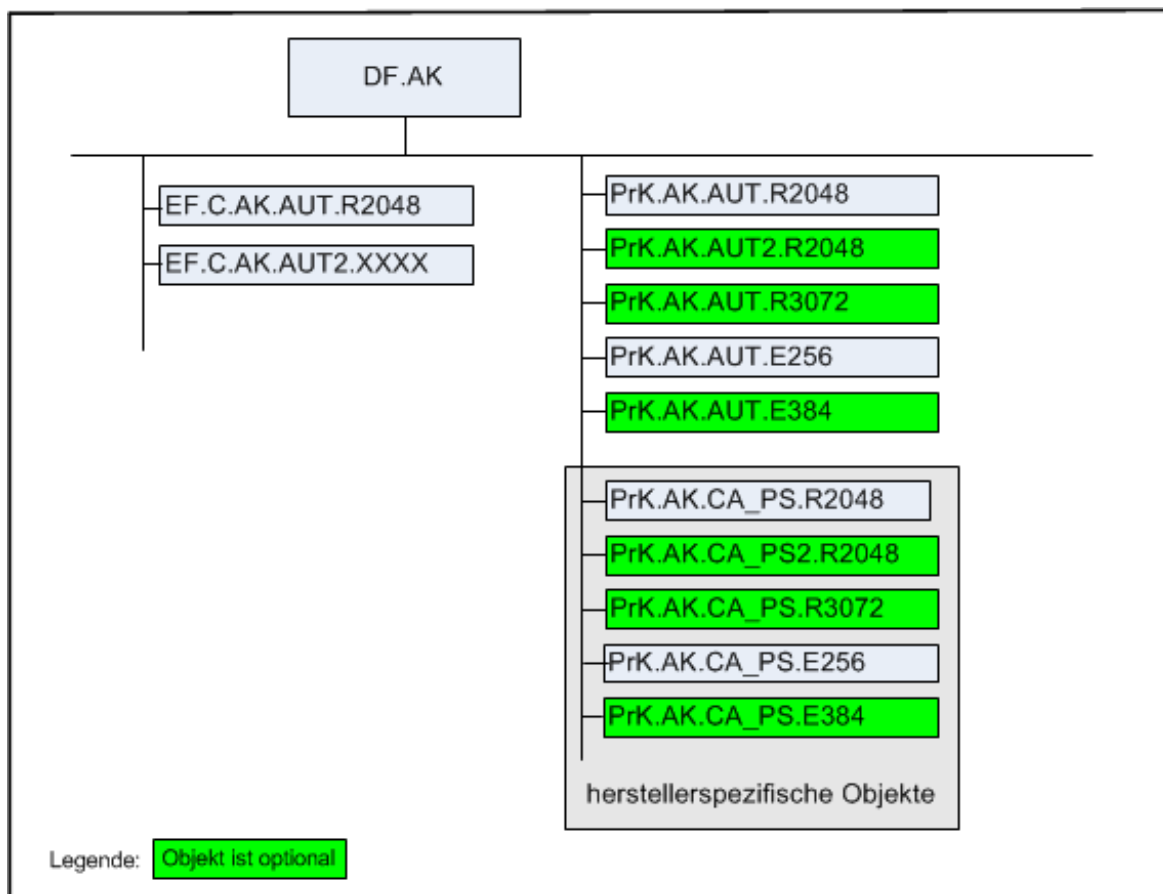 DF.AK
EF.C.AK.AUT.R2048
EF.C.AK.AUT2.XXXX
PrK.AK.AUT.R2048
PrK.AK.AUT2.R2048
PrK.AK.AUT.R3072
PrK.AK.AUT.E256
PrK.AK.AUT.E384
PrK.AK.CA_PS.R2048
PrK.AK.CA_PS2.R2048
PrK.AK.CA_PS.R3072
PrK.AK.CA_PS.E256
PrK.AK.CA_PS.E384
herstellerspezifische Objekte
Legende: Objekt ist optional